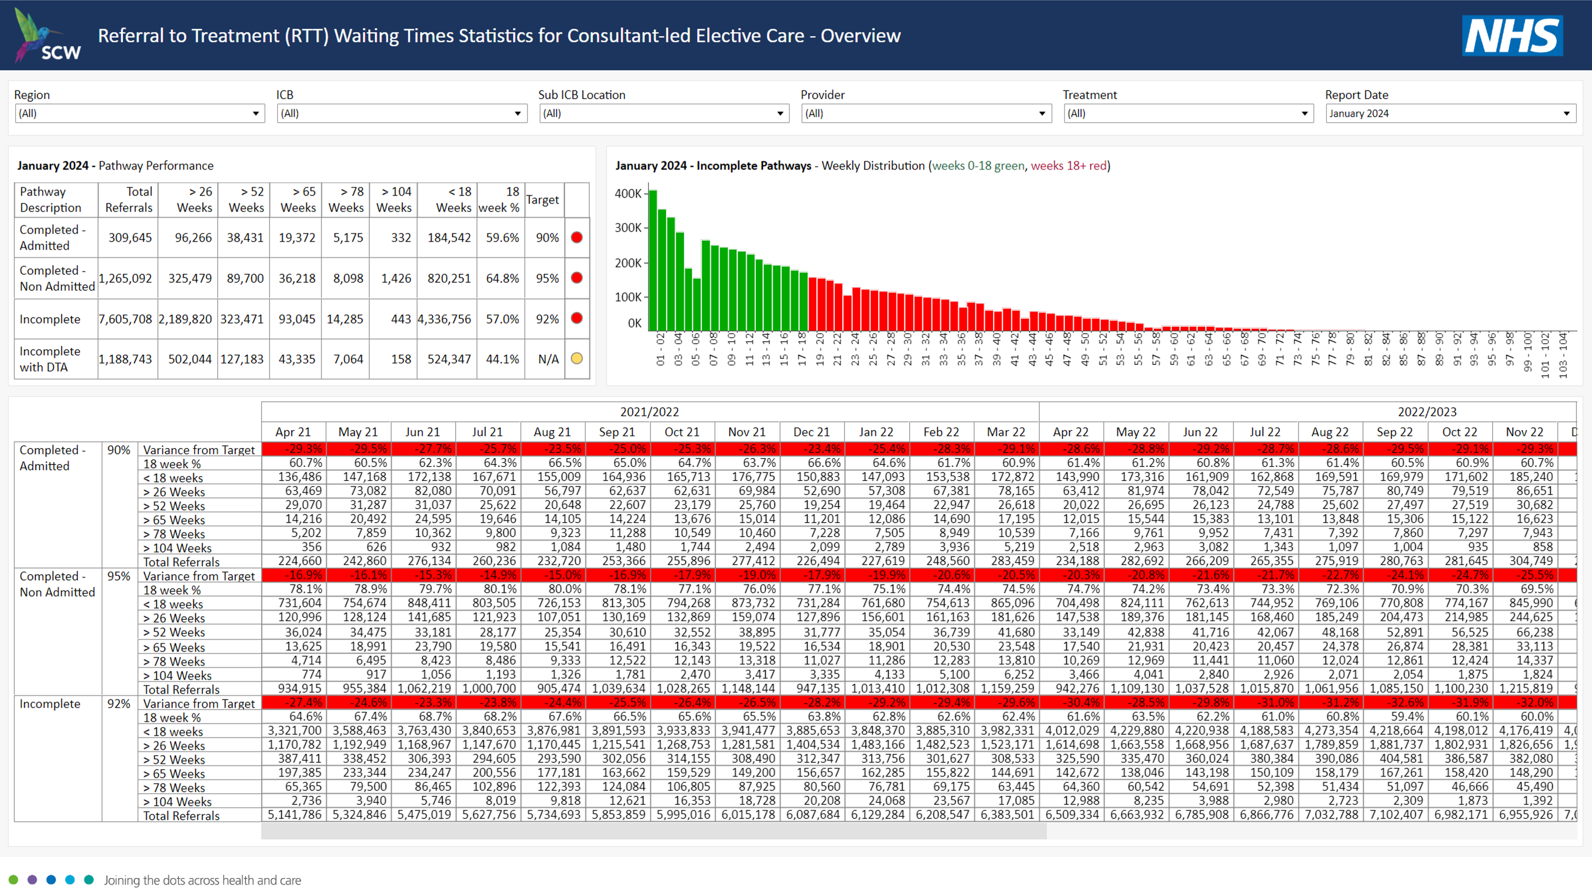 SCW
Referral to Treatment (RTT) Waiting Times Statistics for Consultant-led Elective Care - Overview
NHS
Region ICB Sub ICB Location Provider Treatment Report Date
(All) (All) (All) (All) (All) January 2024
January 2024 - Pathway Performance
Pathway Description Total Referrals > 26 Weeks > 52 Weeks > 65 Weeks > 78 Weeks > 104 Weeks < 18 Weeks 18 week % Target
Completed - Admitted 309,645 96,266 38,431 19,372 5,175 332 184,542 59.6% 90%
Completed - Non Admitted 1,265,092 325,479 89,700 36,218 8,098 1,426 820,251 64.8% 95%
Incomplete 7,605,708 2,189,820 323,471 93,045 14,285 443 4,336,756 57.0% 92%
Incomplete with DTA 1,188,743 502,044 127,183 43,335 7,064 158 524,347 44.1% N/A
January 2024 - Incomplete Pathways - Weekly Distribution (weeks 0-18 green, weeks 18+ red)
400K
300K
200K
100K
0K
01 - 02 03 - 04 05 - 06 07 - 08 09 - 10 11 - 12 13 - 14 15 - 16 17 - 18 19 - 20 21 - 22 23 - 24 25 - 26 27 - 28 29 - 30 31 - 32 33 - 34 35 - 36 37 - 38 39 - 40 41 - 42 43 - 44 45 - 46 47 - 48 49 - 50 51 - 52 53 - 54 55 - 56 57 - 58 59 - 60 61 - 62 63 - 64 65 - 66 67 - 68 69 - 70 71 - 72 73 - 74 75 - 76 77 - 78 79 - 80 81 - 82 83 - 84 85 - 86 87 - 88 89 - 90 91 - 92 93 - 94 95 - 96 97 - 98 99 - 100 101 - 102 103 - 104
2021/2022 2022/2023
Apr 21 May 21 Jun 21 Jul 21 Aug 21 Sep 21 Oct 21 Nov 21 Dec 21 Jan 22 Feb 22 Mar 22 Apr 22 May 22 Jun 22 Jul 22 Aug 22 Sep 22 Oct 22 Nov 22 D
Completed - Admitted 90% Variance from Target -29.3% -29.5% -27.7% -25.7% -23.5% -25.0% -25.3% -26.3% -23.4% -25.4% -28.3% -29.1% -28.6% -28.8% -29.2% -28.7% -28.6% -29.5% -29.1% -29.3%
18 week % 60.7% 60.5% 62.3% 64.3% 66.5% 65.0% 64.7% 63.7% 66.6% 64.6% 61.7% 60.9% 61.4% 61.2% 60.8% 61.3% 61.4% 60.5% 60.9% 60.7%
< 18 weeks 136,486 147,168 172,138 167,671 155,009 164,936 165,713 176,775 150,883 147,093 153,538 172,872 143,990 173,316 161,909 162,868 169,591 169,979 171,602 185,240
> 26 Weeks 63,469 73,082 82,080 70,091 56,797 62,637 62,631 69,984 52,690 57,308 67,381 78,165 63,412 81,974 78,042 72,549 75,787 80,749 79,519 86,651
> 52 Weeks 29,070 31,287 31,037 25,622 20,648 22,607 23,179 25,760 19,254 19,464 22,947 26,618 20,022 26,695 26,123 24,788 25,602 27,497 27,519 30,682
> 65 Weeks 14,216 20,492 24,595 19,646 14,105 14,224 13,676 15,014 11,201 12,086 14,690 17,195 12,015 15,544 15,383 13,101 13,848 15,306 15,122 16,623
> 78 Weeks 5,202 7,859 10,362 9,800 9,323 11,288 10,549 10,460 7,228 7,505 8,949 10,539 7,166 9,761 9,952 7,431 7,392 7,860 7,297 7,943
> 104 Weeks 356 626 932 982 1,084 1,480 1,744 2,494 2,099 2,789 3,936 5,219 2,518 2,963 3,082 1,343 1,097 1,004 935 858
Total Referrals 224,660 242,860 276,134 260,236 232,720 253,366 255,896 277,412 226,494 227,619 248,560 283,459 234,188 282,692 266,209 265,355 275,919 280,763 281,645 304,749
Completed - Non Admitted 95% Variance from Target -16.9% -16.1% -15.3% -14.9% -15.0% -16.9% -17.9% -19.0% -17.9% -19.9% -20.6% -20.5% -20.3% -20.8% -21.6% -21.7% -22.7% -24.1% -24.7% -25.5%
18 week % 78.1% 78.9% 79.7% 80.1% 80.0% 78.1% 77.1% 76.0% 77.1% 75.1% 74.4% 74.5% 74.7% 74.2% 73.4% 73.3% 72.3% 70.9% 70.3% 69.5%
< 18 weeks 731,604 754,674 848,411 803,505 726,153 813,305 794,268 873,732 731,284 761,680 754,613 865,096 704,498 824,111 762,613 744,952 769,106 770,808 774,167 845,990
> 26 Weeks 120,996 128,124 141,685 121,923 107,051 130,169 132,869 159,074 127,896 156,601 161,163 181,626 147,538 189,376 181,145 168,460 185,249 204,473 214,985 244,625
> 52 Weeks 36,024 34,475 33,181 28,177 25,354 30,610 32,552 38,895 31,777 35,054 36,739 41,680 33,149 42,838 41,716 42,067 48,168 52,891 56,525 66,238
> 65 Weeks 13,625 18,991 23,790 19,580 15,541 16,491 16,343 19,522 16,534 18,901 20,530 23,548 17,540 21,931 20,423 20,457 24,378 26,874 28,381 33,113
> 78 Weeks 4,714 6,495 8,423 8,486 9,333 12,522 12,143 13,318 11,027 11,286 12,283 13,810 10,269 12,969 11,441 11,060 12,024 12,861 12,424 14,337
> 104 Weeks 774 917 1,056 1,193 1,326 1,781 2,470 3,417 3,335 4,133 5,100 6,252 3,466 4,041 2,840 2,926 2,071 2,054 1,875 1,824
Total Referrals 934,915 955,384 1,062,219 1,000,700 905,474 1,039,634 1,028,265 1,148,144 947,135 1,013,410 1,012,308 1,159,259 942,276 1,109,130 1,037,528 1,015,870 1,061,956 1,085,150 1,100,230 1,215,819
Incomplete 92% Variance from Target -27.4% -24.6% -23.3% -23.8% -24.4% -25.5% -26.4% -26.5% -28.2% -29.2% -29.4% -29.6% -30.4% -28.5% -29.8% -31.0% -31.2% -32.6% -31.9% -32.0%
18 week % 64.6% 67.4% 68.7% 68.2% 67.6% 66.5% 65.6% 65.5% 63.8% 62.8% 62.6% 62.4% 61.6% 63.5% 62.2% 61.0% 60.8% 59.4% 60.1% 60.0%
< 18 weeks 3,321,700 3,588,463 3,763,430 3,840,653 3,876,981 3,891,593 3,933,833 3,941,477 3,885,653 3,848,370 3,885,310 3,982,331 4,012,029 4,229,880 4,220,938 4,188,583 4,273,354 4,218,664 4,198,012 4,176,419
> 26 Weeks 1,170,782 1,192,949 1,168,967 1,147,670 1,170,445 1,215,541 1,268,753 1,281,581 1,404,534 1,483,166 1,482,523 1,523,171 1,614,698 1,663,558 1,668,956 1,687,637 1,789,859 1,881,737 1,802,931 1,826,656
> 52 Weeks 387,411 338,452 306,393 294,605 293,590 302,056 314,155 308,490 312,347 313,756 301,627 308,533 325,590 335,470 360,024 380,384 390,086 404,581 386,587 382,080
> 65 Weeks 197,385 233,344 234,247 200,556 177,181 163,662 159,529 149,200 156,657 162,285 155,822 144,691 142,672 138,046 143,198 150,109 158,179 167,261 158,420 148,290
> 78 Weeks 65,365 79,500 86,465 102,896 122,393 124,084 106,805 87,925 80,560 76,781 69,175 63,445 64,360 60,542 54,691 52,398 51,434 51,097 46,666 45,490
> 104 Weeks 2,736 3,940 5,746 8,019 9,818 12,621 16,353 18,728 20,208 24,068 23,567 17,085 12,988 8,235 3,988 2,980 2,723 2,309 1,873 1,392
Total Referrals 5,141,786 5,324,846 5,475,019 5,627,756 5,734,693 5,853,859 5,995,016 6,015,178 6,087,684 6,129,284 6,208,547 6,383,501 6,509,334 6,663,932 6,785,908 6,866,776 7,032,788 7,102,407 6,982,171 6,955,926
Joining the dots across health and care